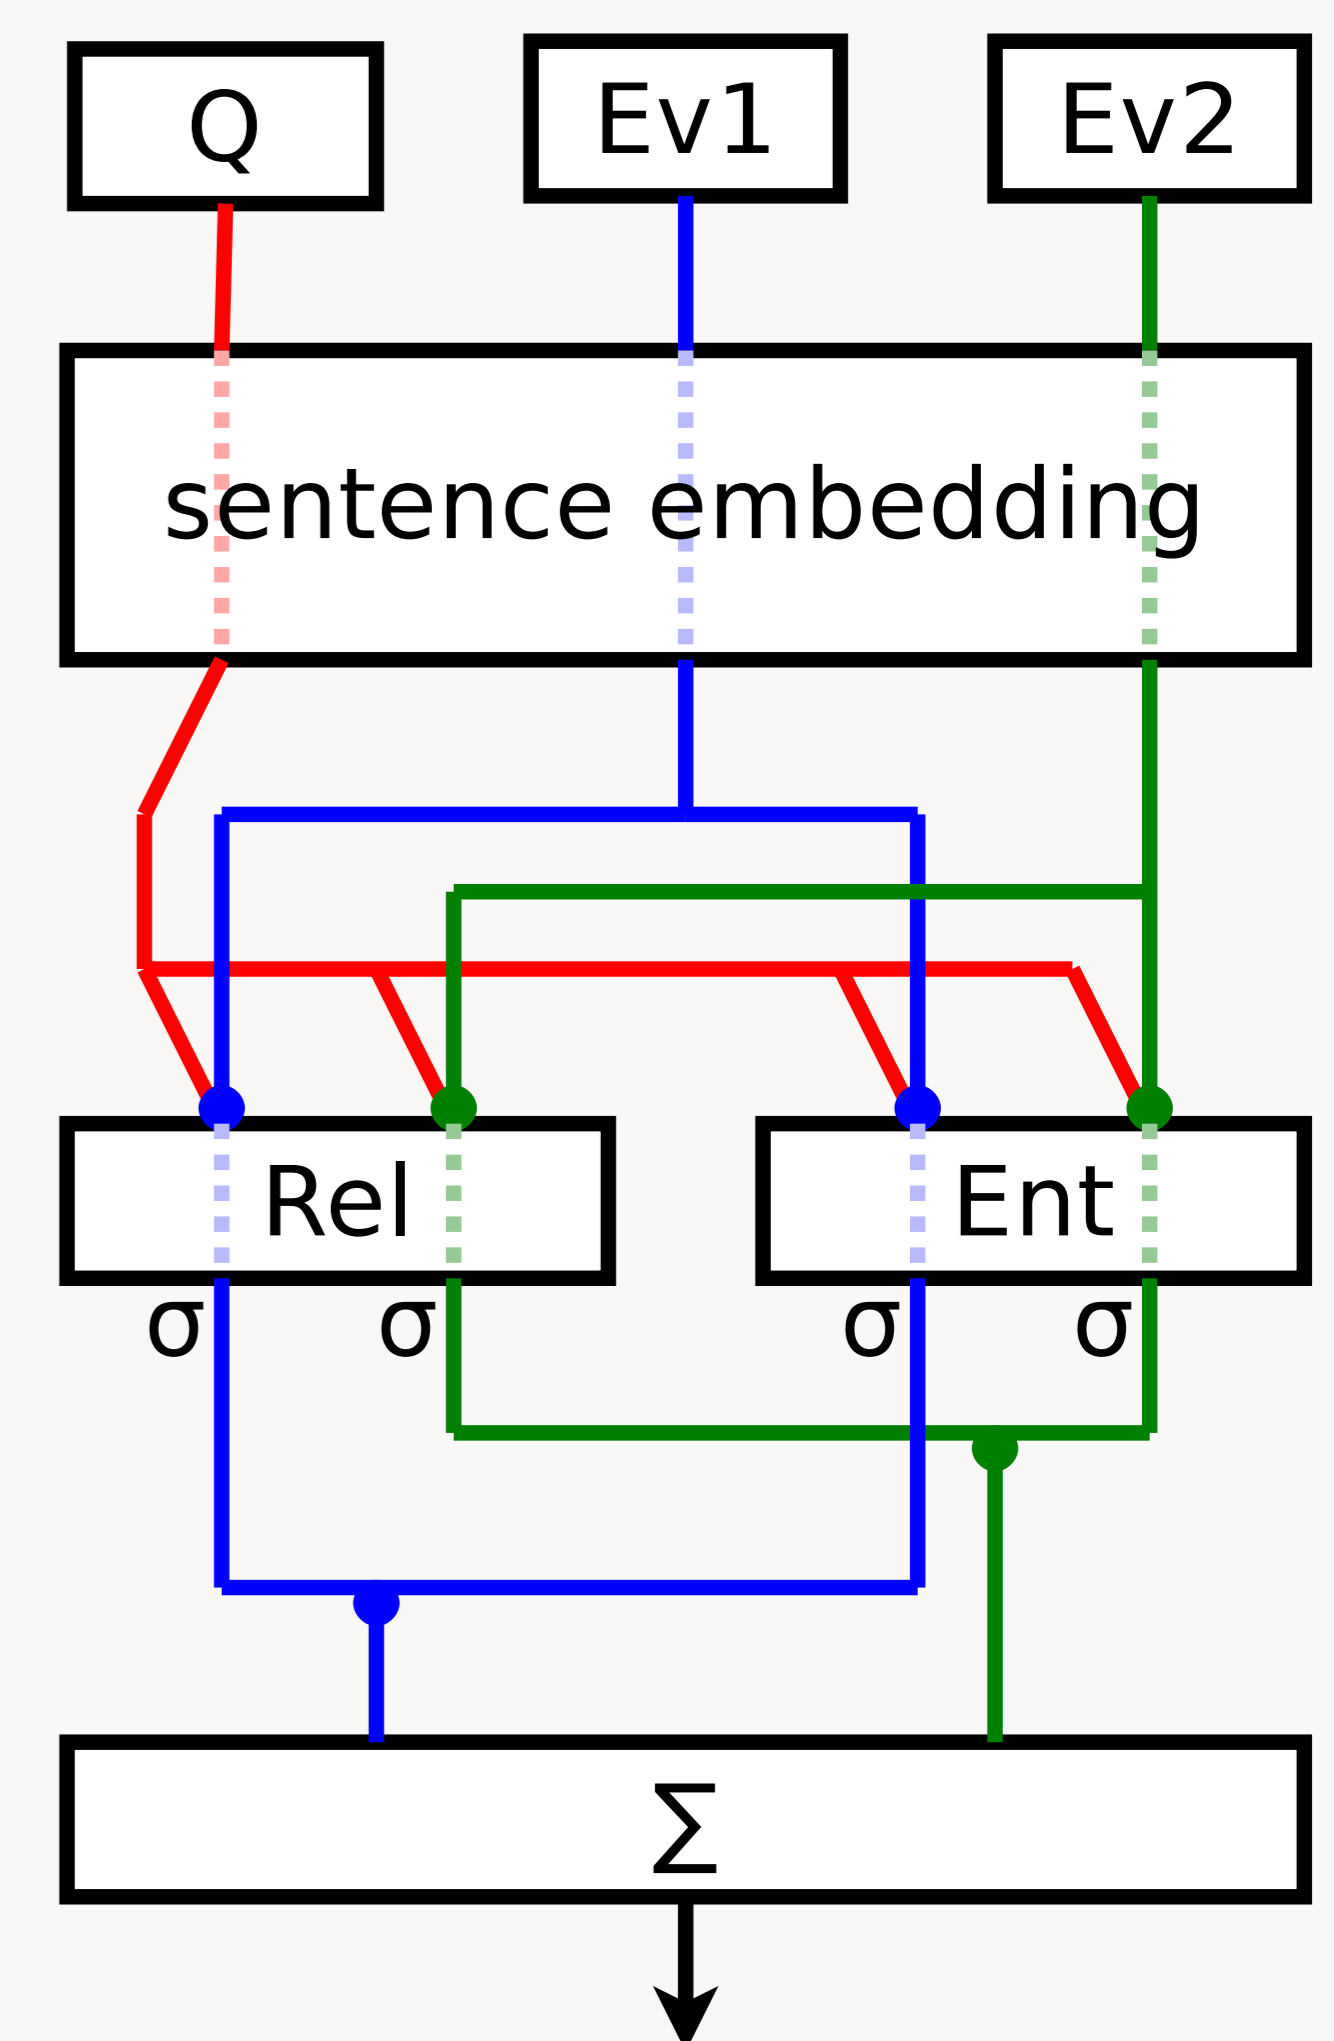 Q Ev1 Ev2
sentence embedding
Rel Ent
σ σ σ σ
Σ